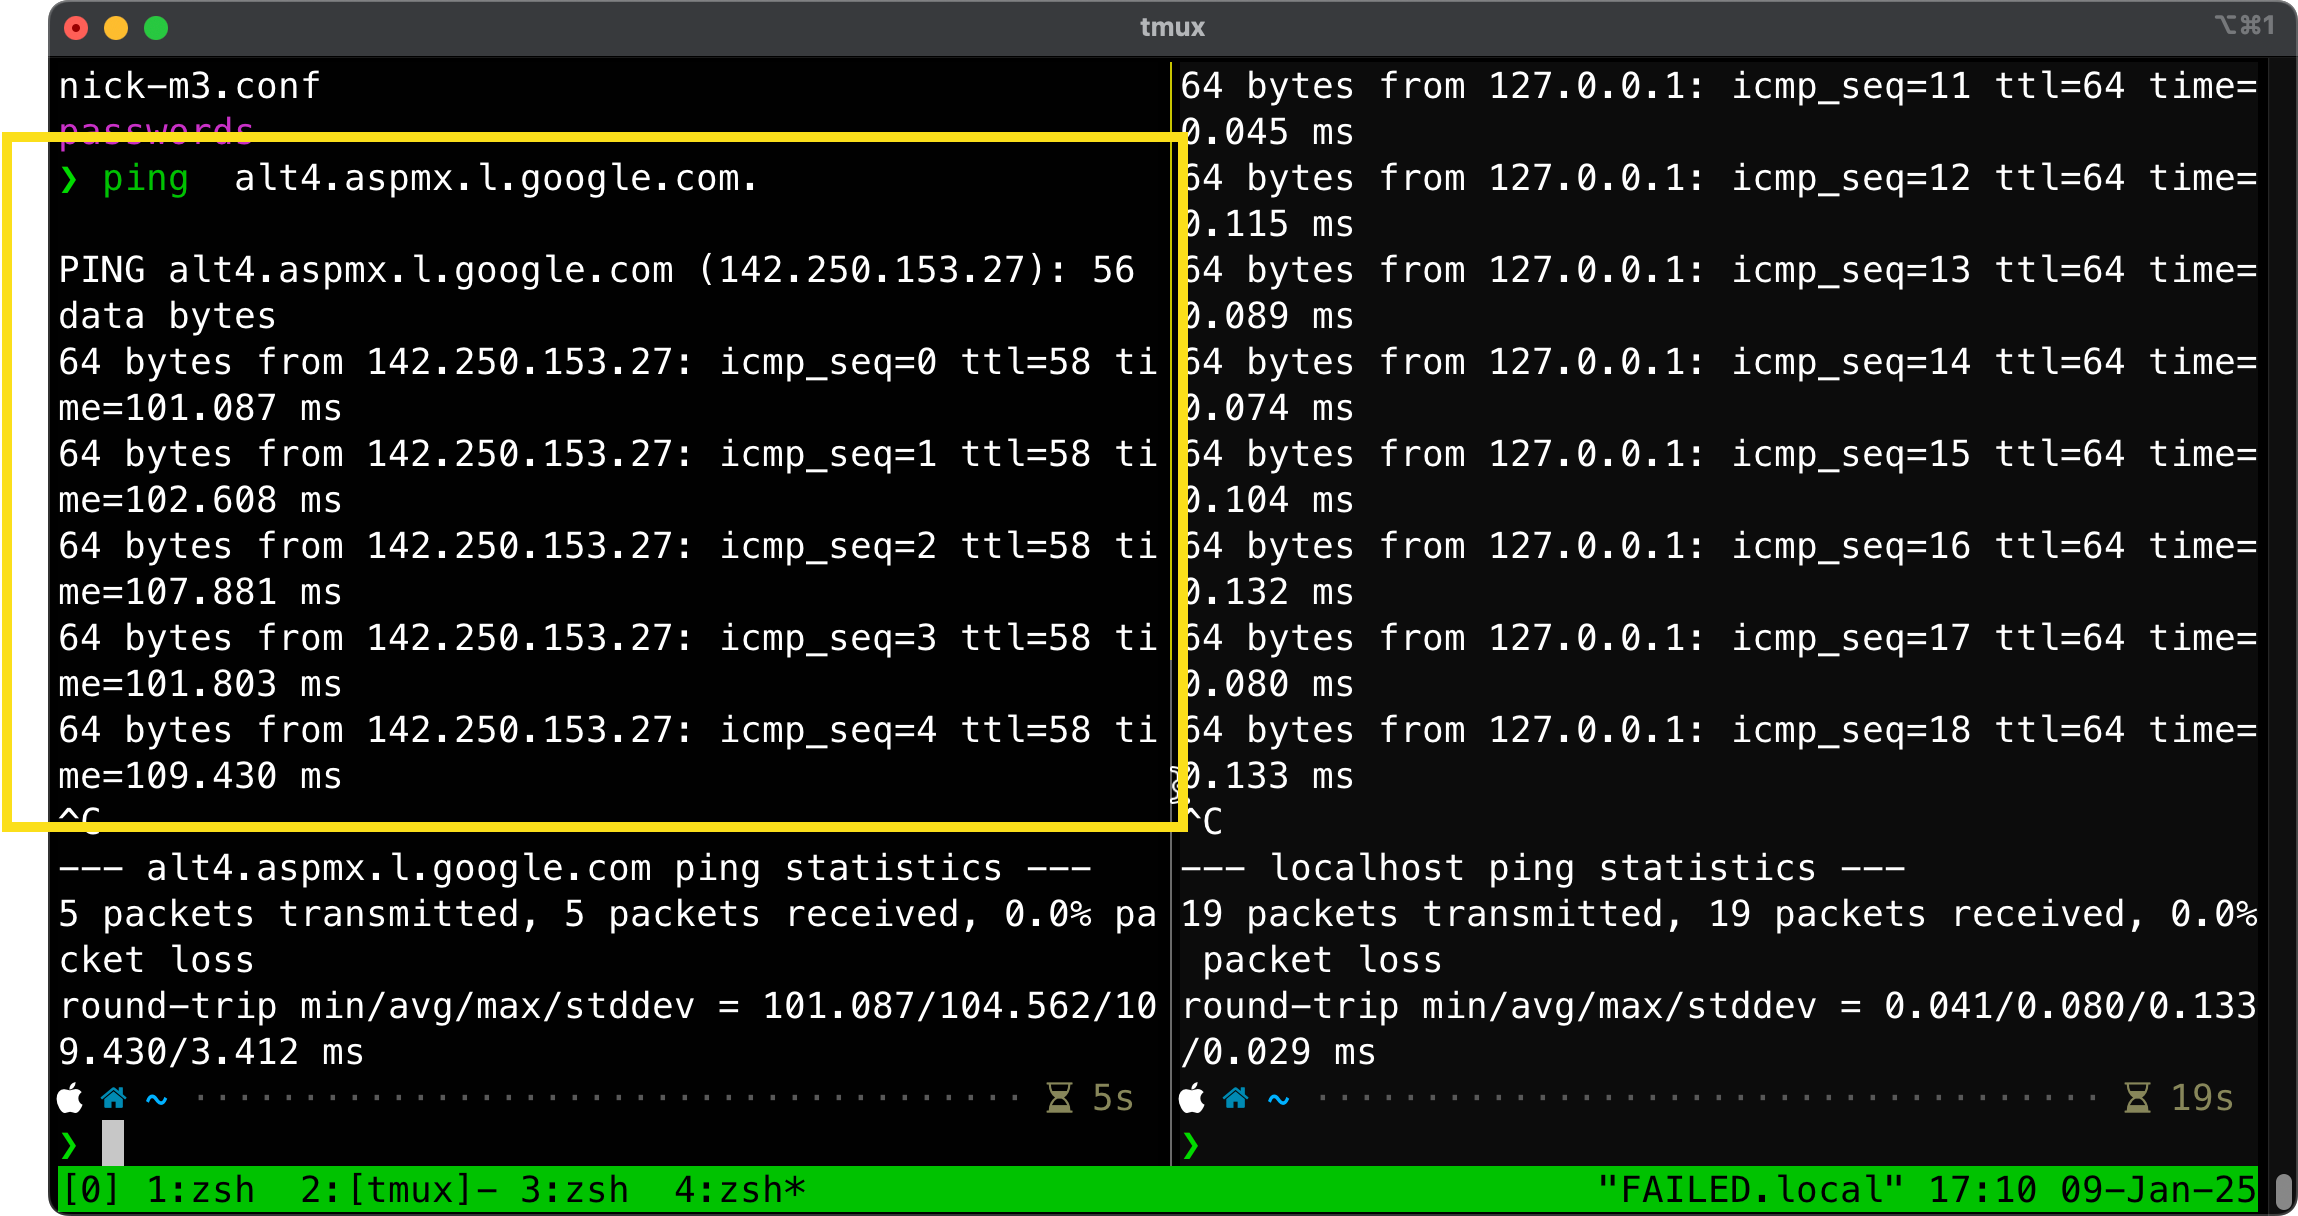 tmux
⌥⌘1
nick-m3.conf
passwords
❯ ping  alt4.aspmx.l.google.com.
PING alt4.aspmx.l.google.com (142.250.153.27): 56
data bytes
64 bytes from 142.250.153.27: icmp_seq=0 ttl=58 ti
me=101.087 ms
64 bytes from 142.250.153.27: icmp_seq=1 ttl=58 ti
me=102.608 ms
64 bytes from 142.250.153.27: icmp_seq=2 ttl=58 ti
me=107.881 ms
64 bytes from 142.250.153.27: icmp_seq=3 ttl=58 ti
me=101.803 ms
64 bytes from 142.250.153.27: icmp_seq=4 ttl=58 ti
me=109.430 ms
^C
--- alt4.aspmx.l.google.com ping statistics ---
5 packets transmitted, 5 packets received, 0.0% pa
cket loss
round-trip min/avg/max/stddev = 101.087/104.562/10
9.430/3.412 ms
~ 5s
❯
64 bytes from 127.0.0.1: icmp_seq=11 ttl=64 time=
0.045 ms
64 bytes from 127.0.0.1: icmp_seq=12 ttl=64 time=
0.115 ms
64 bytes from 127.0.0.1: icmp_seq=13 ttl=64 time=
0.089 ms
64 bytes from 127.0.0.1: icmp_seq=14 ttl=64 time=
0.074 ms
64 bytes from 127.0.0.1: icmp_seq=15 ttl=64 time=
0.104 ms
64 bytes from 127.0.0.1: icmp_seq=16 ttl=64 time=
0.132 ms
64 bytes from 127.0.0.1: icmp_seq=17 ttl=64 time=
0.080 ms
64 bytes from 127.0.0.1: icmp_seq=18 ttl=64 time=
0.133 ms
^C
--- localhost ping statistics ---
19 packets transmitted, 19 packets received, 0.0%
 packet loss
round-trip min/avg/max/stddev = 0.041/0.080/0.133
/0.029 ms
~ 19s
❯
[0] 1:zsh  2:[tmux]- 3:zsh  4:zsh* "FAILED.local" 17:10 09-Jan-25